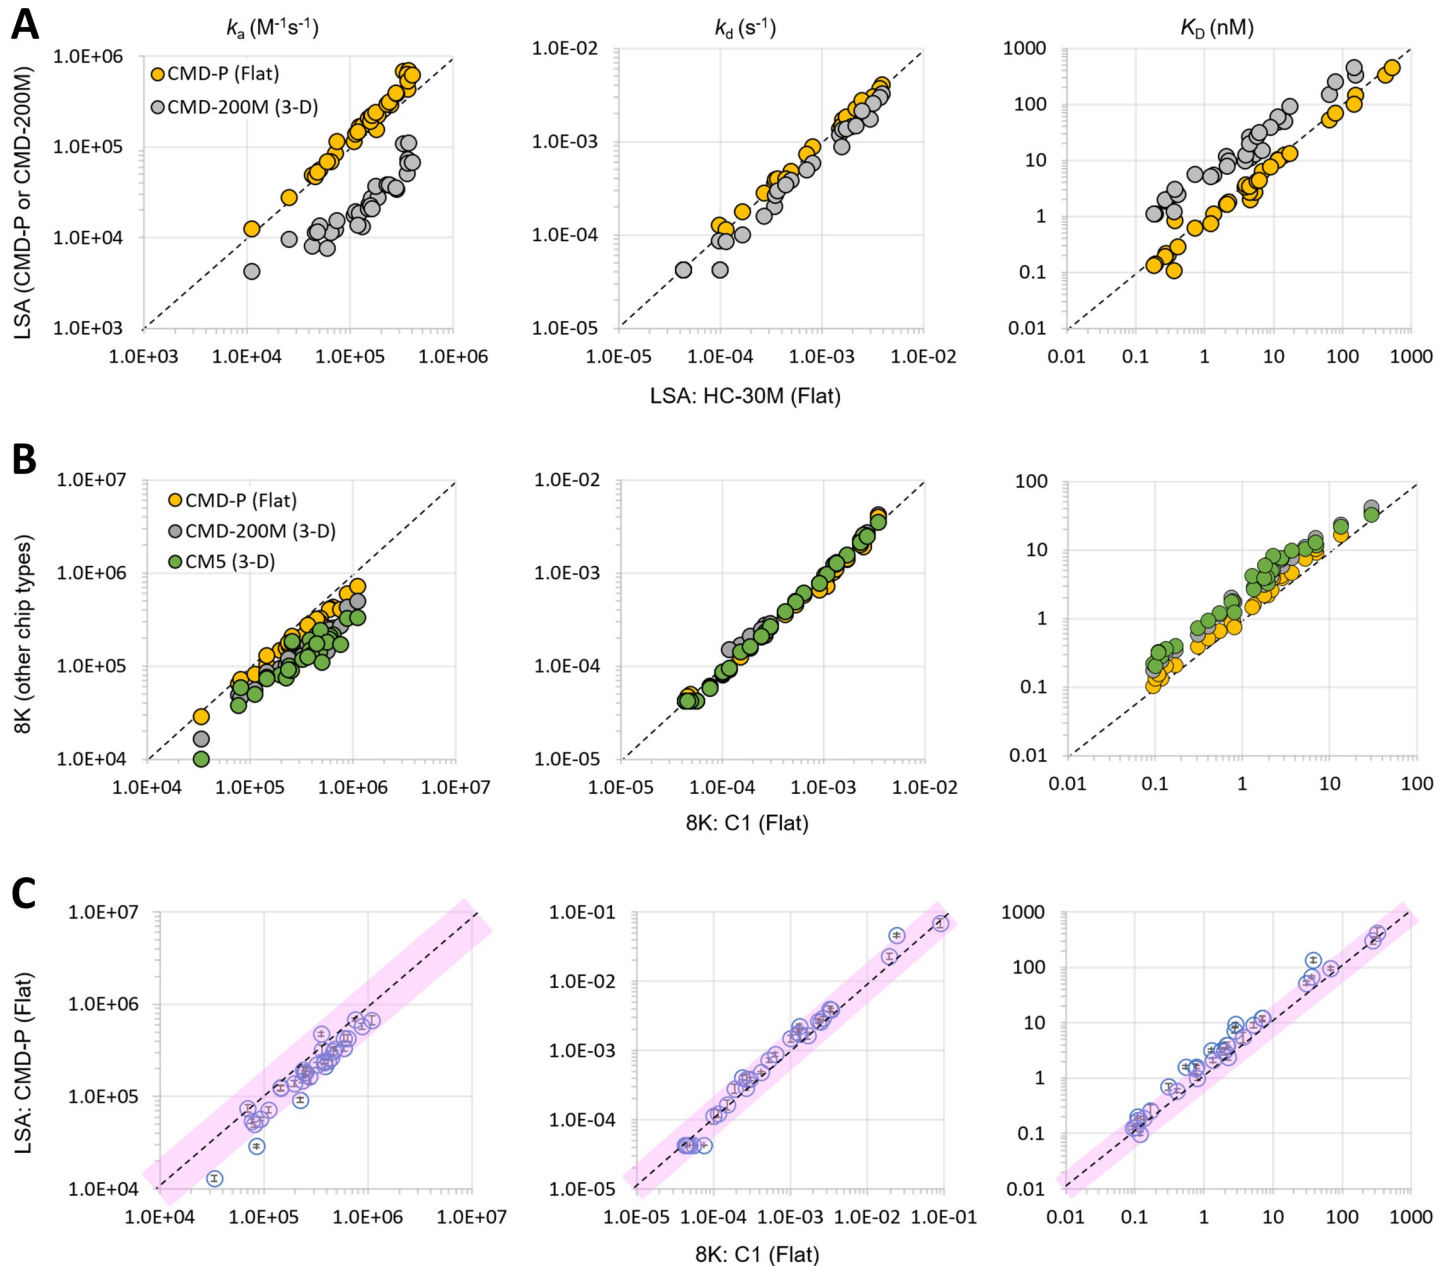 A
kₐ (M⁻¹s⁻¹)
k_d (s⁻¹)
K_D (nM)
LSA (CMD-P or CMD-200M)
1.0E+06
1.0E+05
1.0E+04
1.0E+03
CMD-P (Flat)
CMD-200M (3-D)
1.0E+03 1.0E+04 1.0E+05 1.0E+06
1.0E-02
1.0E-03
1.0E-04
1.0E-05
1.0E-05 1.0E-04 1.0E-03 1.0E-02
1000
100
10
1
0.1
0.01
0.01 0.1 1 10 100 1000
LSA: HC-30M (Flat)
B
8K (other chip types)
1.0E+07
1.0E+06
1.0E+05
1.0E+04
CMD-P (Flat)
CMD-200M (3-D)
CM5 (3-D)
1.0E+04 1.0E+05 1.0E+06 1.0E+07
1.0E-02
1.0E-03
1.0E-04
1.0E-05
1.0E-05 1.0E-04 1.0E-03 1.0E-02
100
10
1
0.1
0.01
0.01 0.1 1 10 100
8K: C1 (Flat)
C
LSA: CMD-P (Flat)
1.0E+07
1.0E+06
1.0E+05
1.0E+04
1.0E+04 1.0E+05 1.0E+06 1.0E+07
1.0E-01
1.0E-02
1.0E-03
1.0E-04
1.0E-05
1.0E-05 1.0E-04 1.0E-03 1.0E-02 1.0E-01
1000
100
10
1
0.1
0.01
0.01 0.1 1 10 100 1000
8K: C1 (Flat)